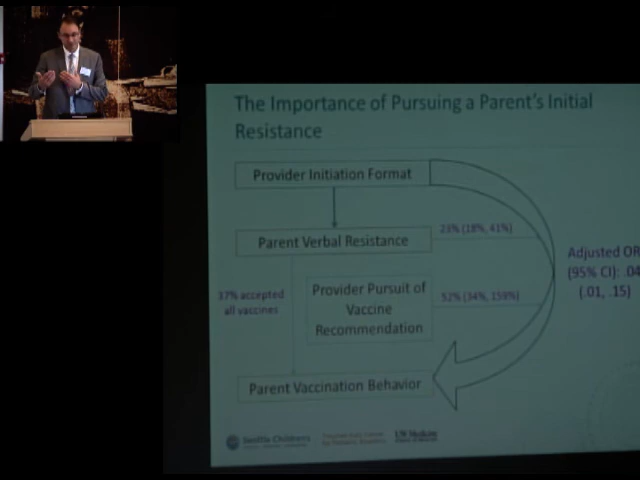 The Importance of Pursuing a Parent's Initial
Resistance
Provider Initiation Format
Parent Verbal Resistance
23% (18%, 41%)
Adjusted OR
(95% CI): .04
(.01, .15)
37% accepted
all vaccines
Provider Pursuit of
Vaccine
Recommendation
52% (34%, 159%)
Parent Vaccination Behavior
Seattle Children's
UW Medicine